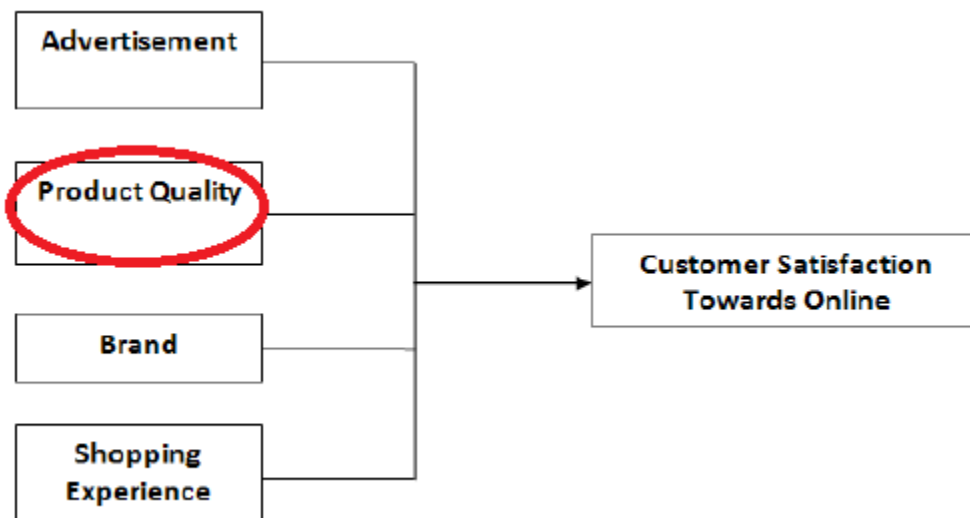 Advertisement
Product Quality
Brand
Shopping
Experience
Customer Satisfaction
Towards Online